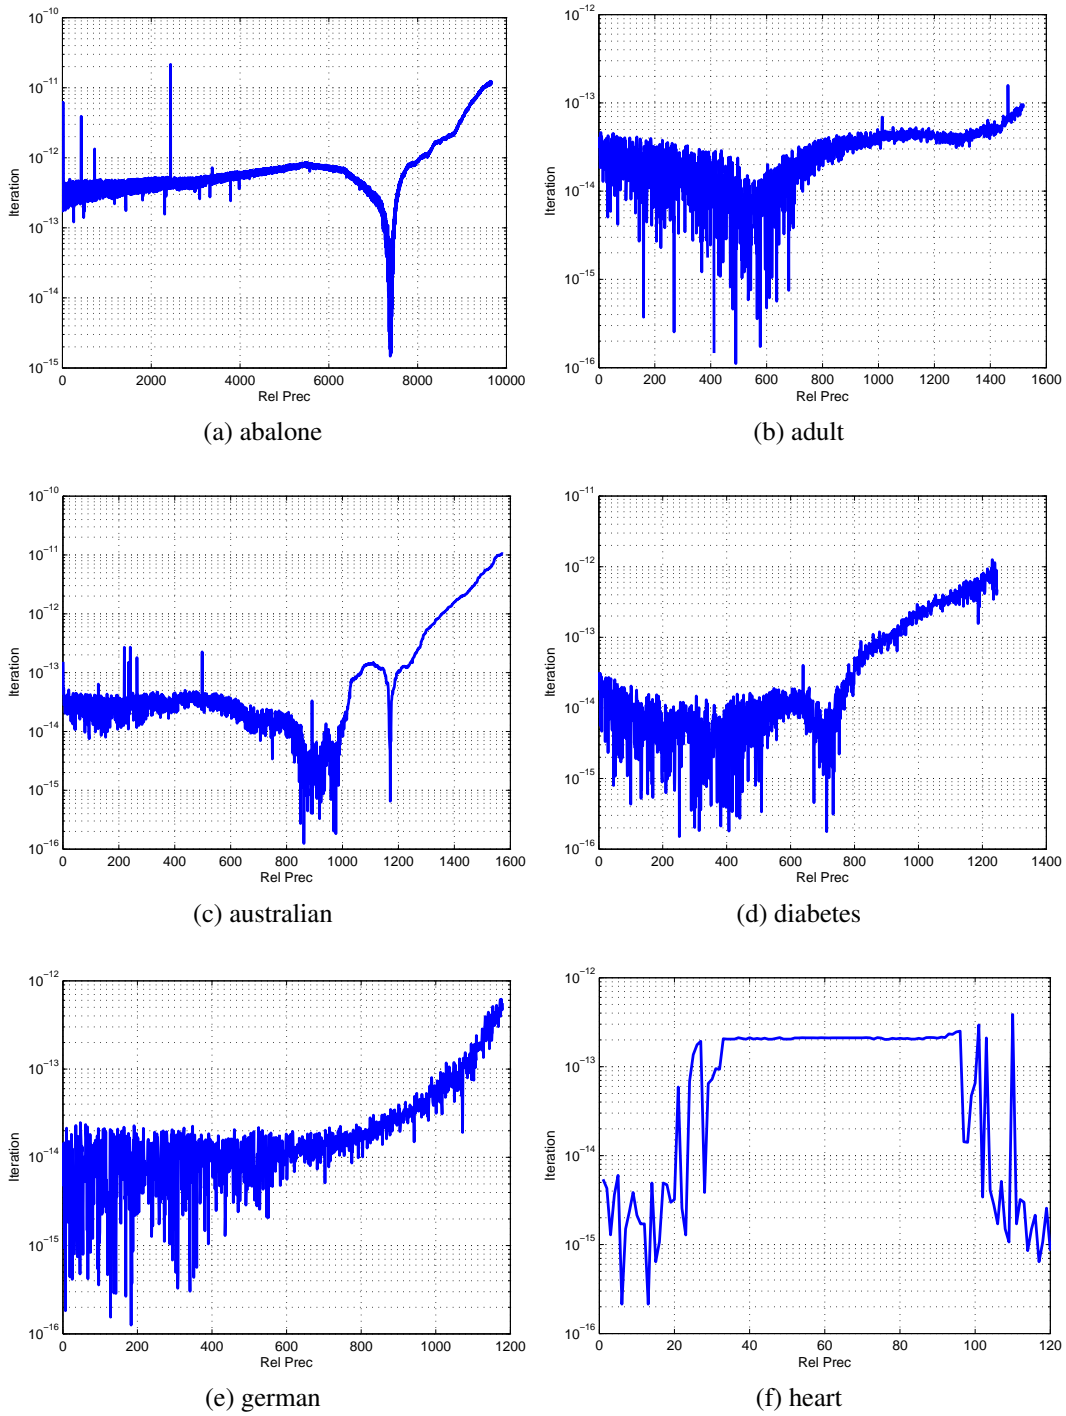 10^-10
10^-11
10^-12
10^-13
10^-14
10^-15
Iteration
0 2000 4000 6000 8000 10000
Rel Prec
(a) abalone
10^-12
10^-13
10^-14
10^-15
10^-16
Iteration
0 200 400 600 800 1000 1200 1400 1600
Rel Prec
(b) adult
10^-10
10^-11
10^-12
10^-13
10^-14
10^-15
10^-16
Iteration
0 200 400 600 800 1000 1200 1400 1600
Rel Prec
(c) australian
10^-11
10^-12
10^-13
10^-14
10^-15
10^-16
Iteration
0 200 400 600 800 1000 1200 1400
Rel Prec
(d) diabetes
10^-12
10^-13
10^-14
10^-15
10^-16
Iteration
0 200 400 600 800 1000 1200
Rel Prec
(e) german
10^-12
10^-13
10^-14
10^-15
10^-16
Iteration
0 20 40 60 80 100 120
Rel Prec
(f) heart